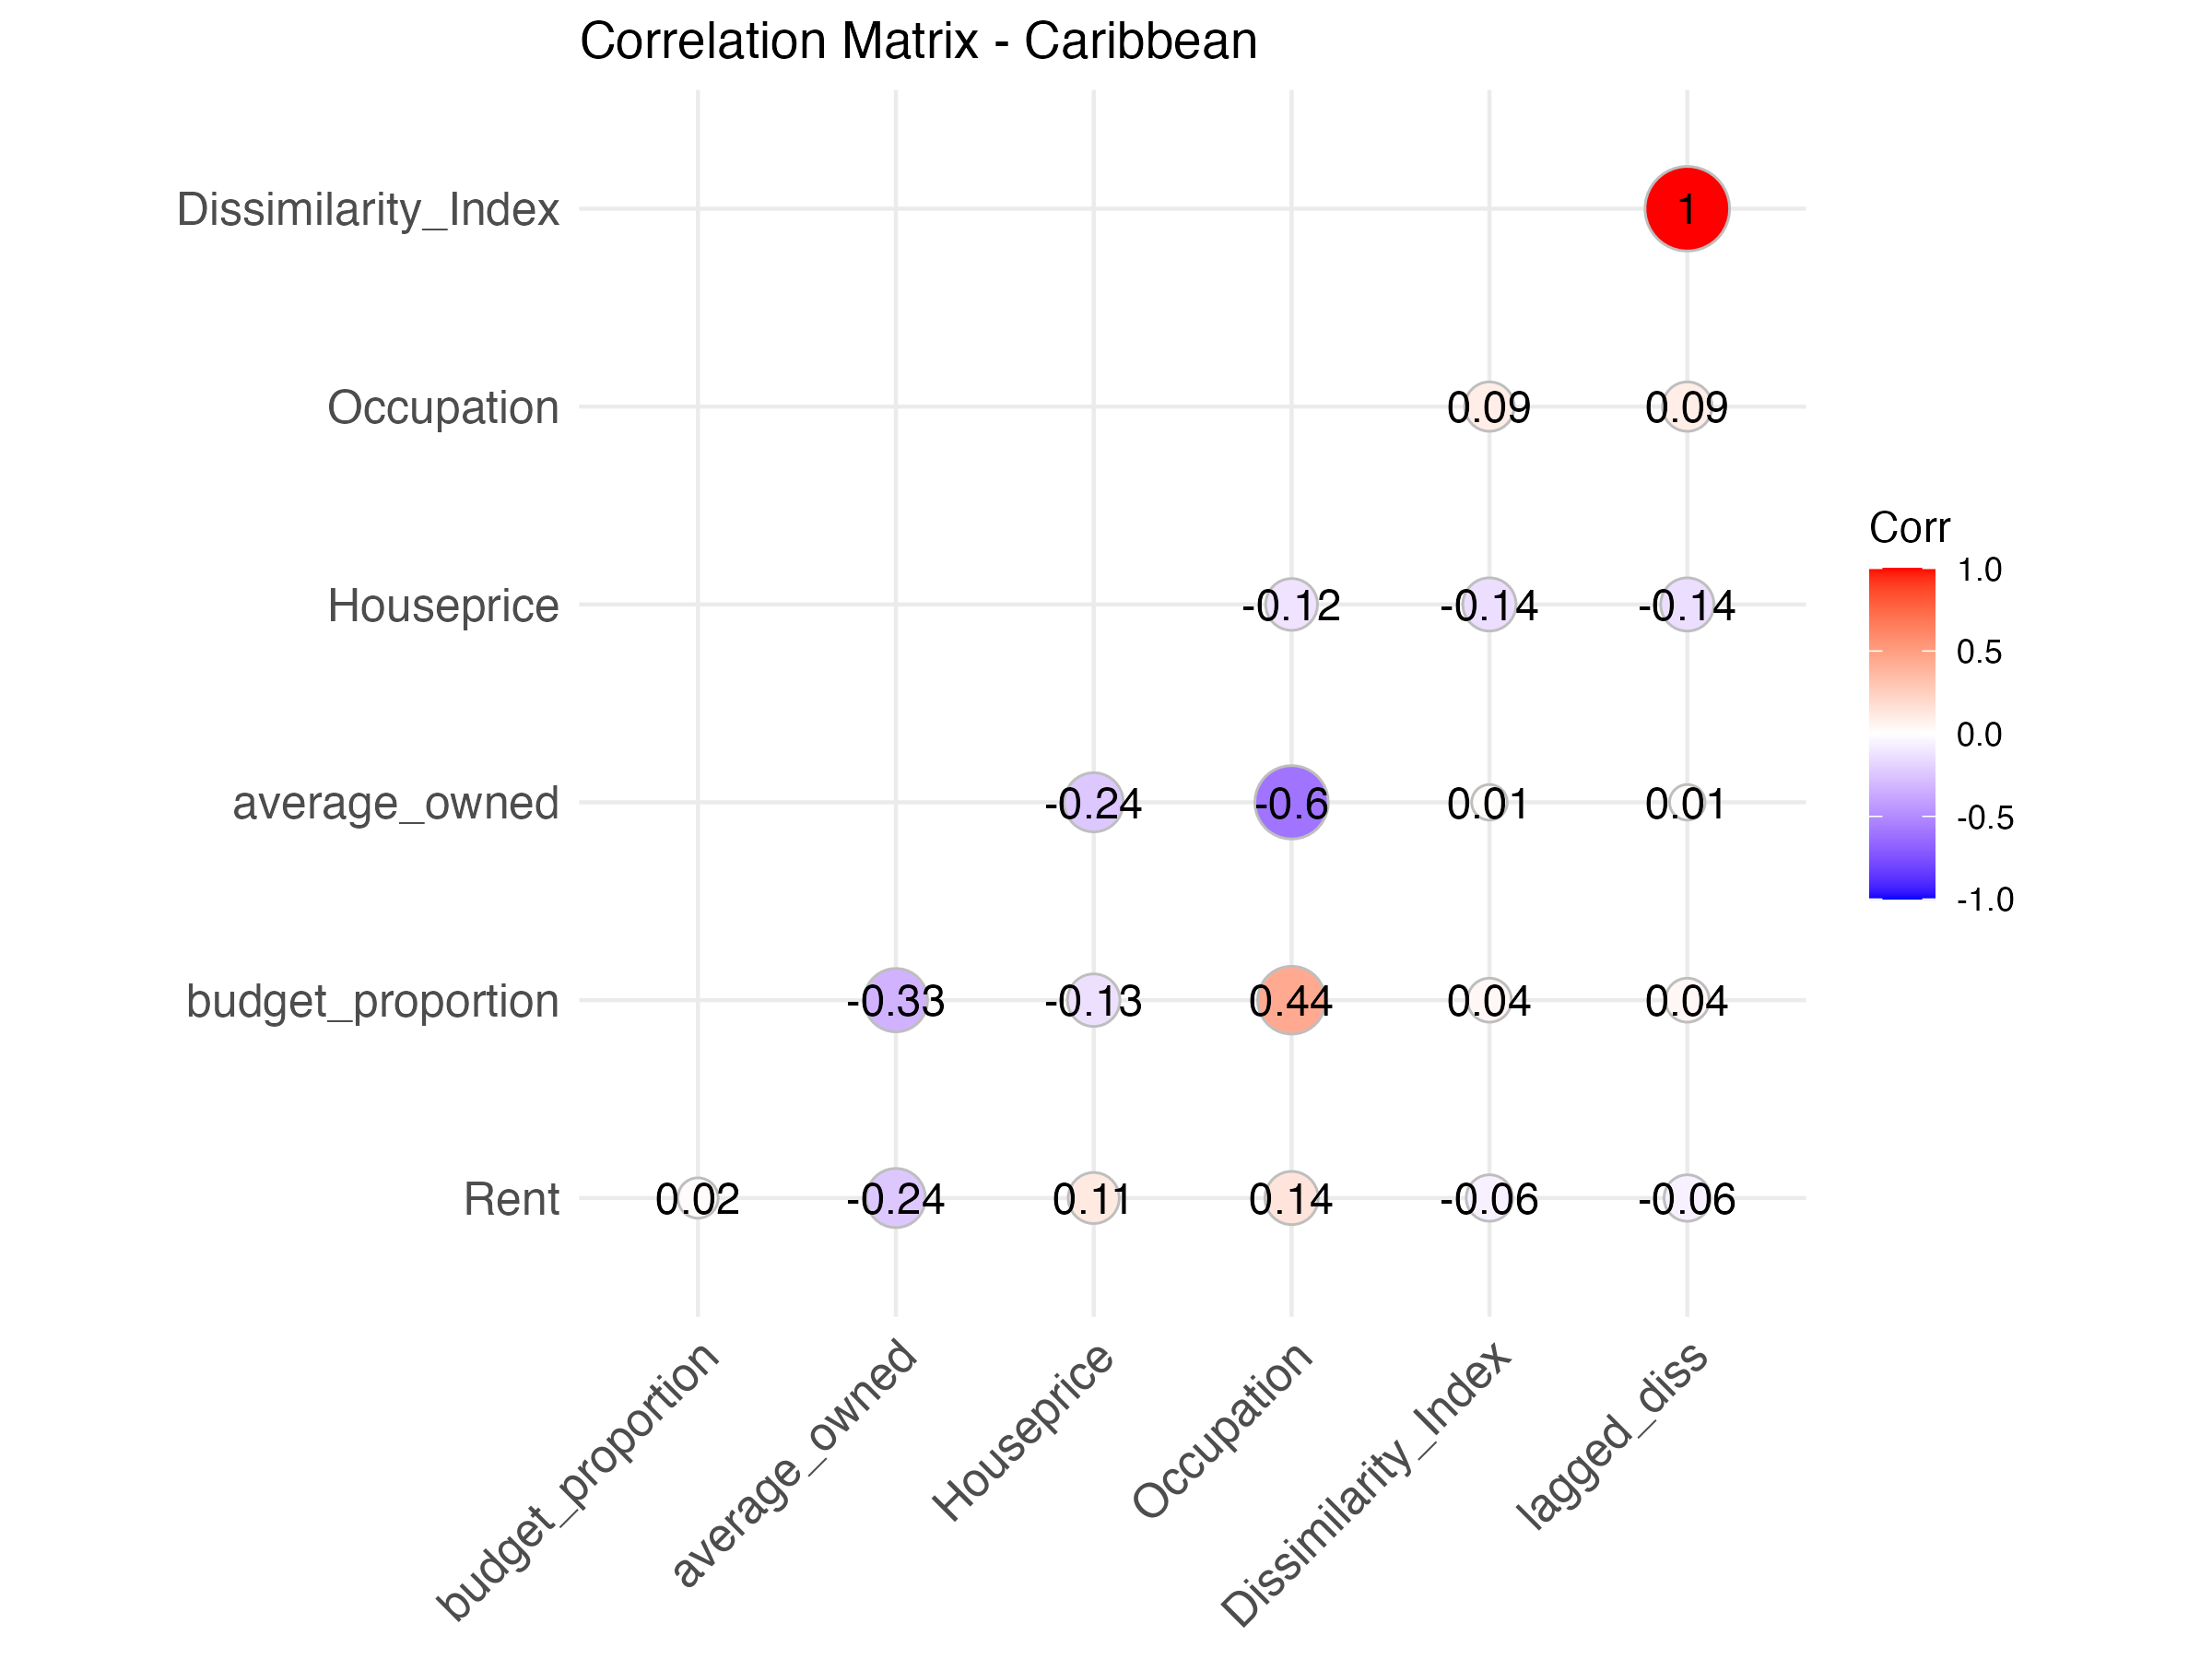 Correlation Matrix - Caribbean
Dissimilarity_Index
1
Occupation
0.09 0.09
Houseprice
-0.12 -0.14 -0.14
average_owned
-0.24 -0.6 0.01 0.01
budget_proportion
-0.33 -0.13 0.44 0.04 0.04
Rent
0.02 -0.24 0.11 0.14 -0.06 -0.06
budget_proportion
average_owned
Houseprice
Occupation
Dissimilarity_Index
lagged_diss
Corr
1.0
0.5
0.0
-0.5
-1.0